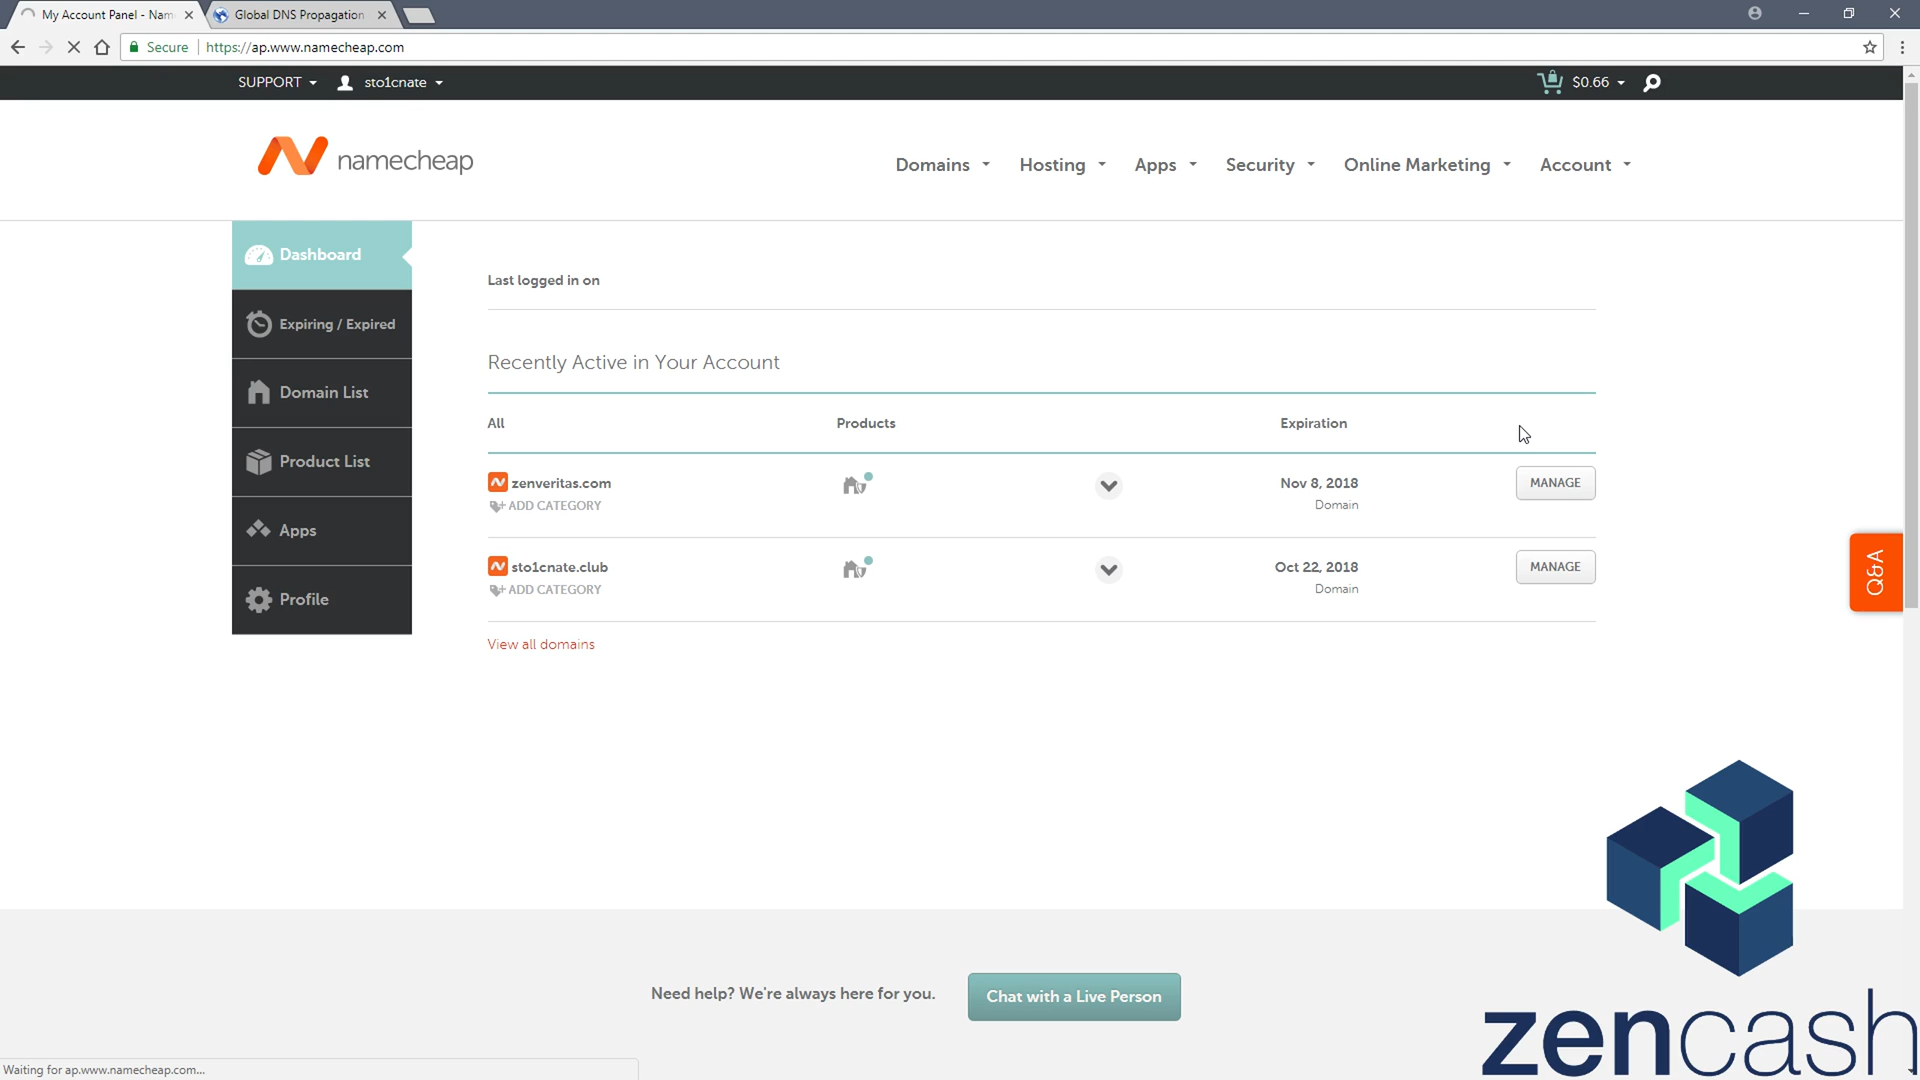 My Account Panel - Nam
Global DNS Propagation
Secure
https://ap.www.namecheap.com
SUPPORT
sto1cnate
$0.66
namecheap
Domains
Hosting
Apps
Security
Online Marketing
Account
Dashboard
Expiring / Expired
Domain List
Product List
Apps
Profile
Last logged in on
Recently Active in Your Account
All
Products
Expiration
zenveritas.com
ADD CATEGORY
Nov 8, 2018
Domain
MANAGE
sto1cnate.club
ADD CATEGORY
Oct 22, 2018
Domain
MANAGE
View all domains
Q&A
Need help? We're always here for you.
Chat with a Live Person
zencash
Waiting for ap.www.namecheap.com...